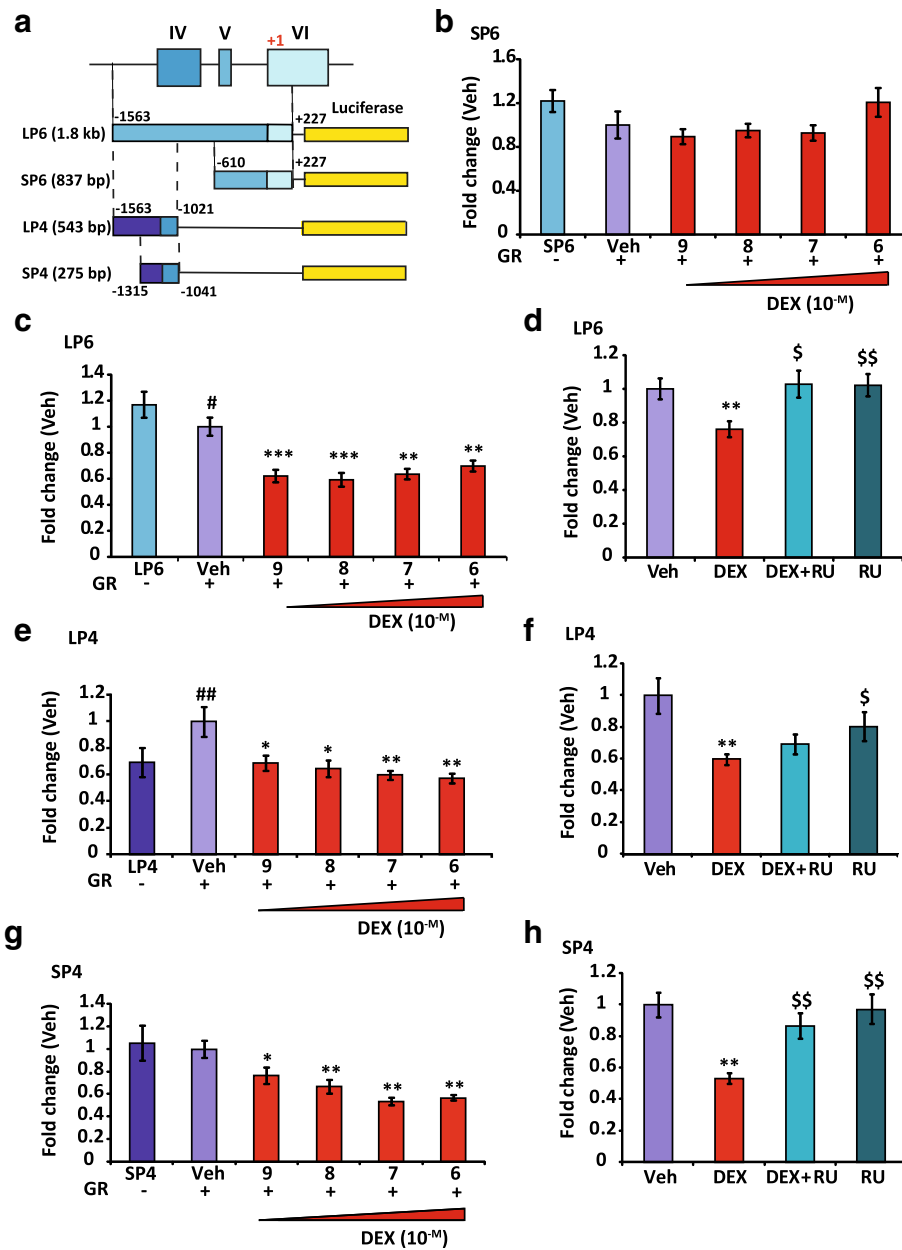 a
IV V VI
+1
Luciferase
-1563 +227
LP6 (1.8 kb)
-610 +227
SP6 (837 bp)
-1563 -1021
LP4 (543 bp)
SP4 (275 bp)
-1315 -1041
b
SP6
Fold change (Veh)
1.6
1.2
0.8
0.4
0
SP6 Veh 9 8 7 6
GR - + + + + +
DEX (10-M)
c
LP6
Fold change (Veh)
1.4
1.2
1
0.8
0.6
0.4
0.2
0
# *** *** ** **
LP6 Veh 9 8 7 6
GR - + + + + +
DEX (10-M)
d
LP6
Fold change (Veh)
1.2
1
0.8
0.6
0.4
0.2
0
** $ $$
Veh DEX DEX+RU RU
e
LP4
Fold change (Veh)
1.2
1
0.8
0.6
0.4
0.2
0
## * * ** **
LP4 Veh 9 8 7 6
GR - + + + + +
DEX (10-M)
f
LP4
Fold change (Veh)
1.2
1
0.8
0.6
0.4
0.2
0
** $
Veh DEX DEX+RU RU
g
SP4
Fold change (Veh)
1.4
1.2
1
0.8
0.6
0.4
0.2
0
* ** ** **
SP4 Veh 9 8 7 6
GR - + + + + +
DEX (10-M)
h
SP4
Fold change (Veh)
1.2
1
0.8
0.6
0.4
0.2
0
** $$ $$
Veh DEX DEX+RU RU